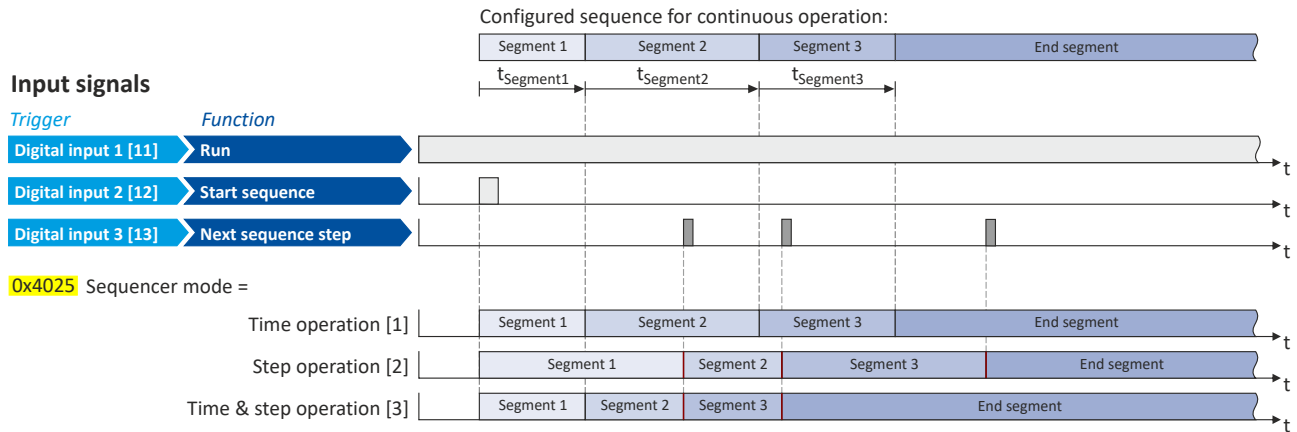 Configured sequence for continuous operation:
Segment 1 Segment 2 Segment 3 End segment
tSegment1 tSegment2 tSegment3
Input signals
Trigger Function
Digital input 1 [11] Run
t
Digital input 2 [12] Start sequence
t
Digital input 3 [13] Next sequence step
t
0x4025 Sequencer mode =
Time operation [1] Segment 1 Segment 2 Segment 3 End segment
t
Step operation [2] Segment 1 Segment 2 Segment 3 End segment
t
Time & step operation [3] Segment 1 Segment 2 Segment 3 End segment
t